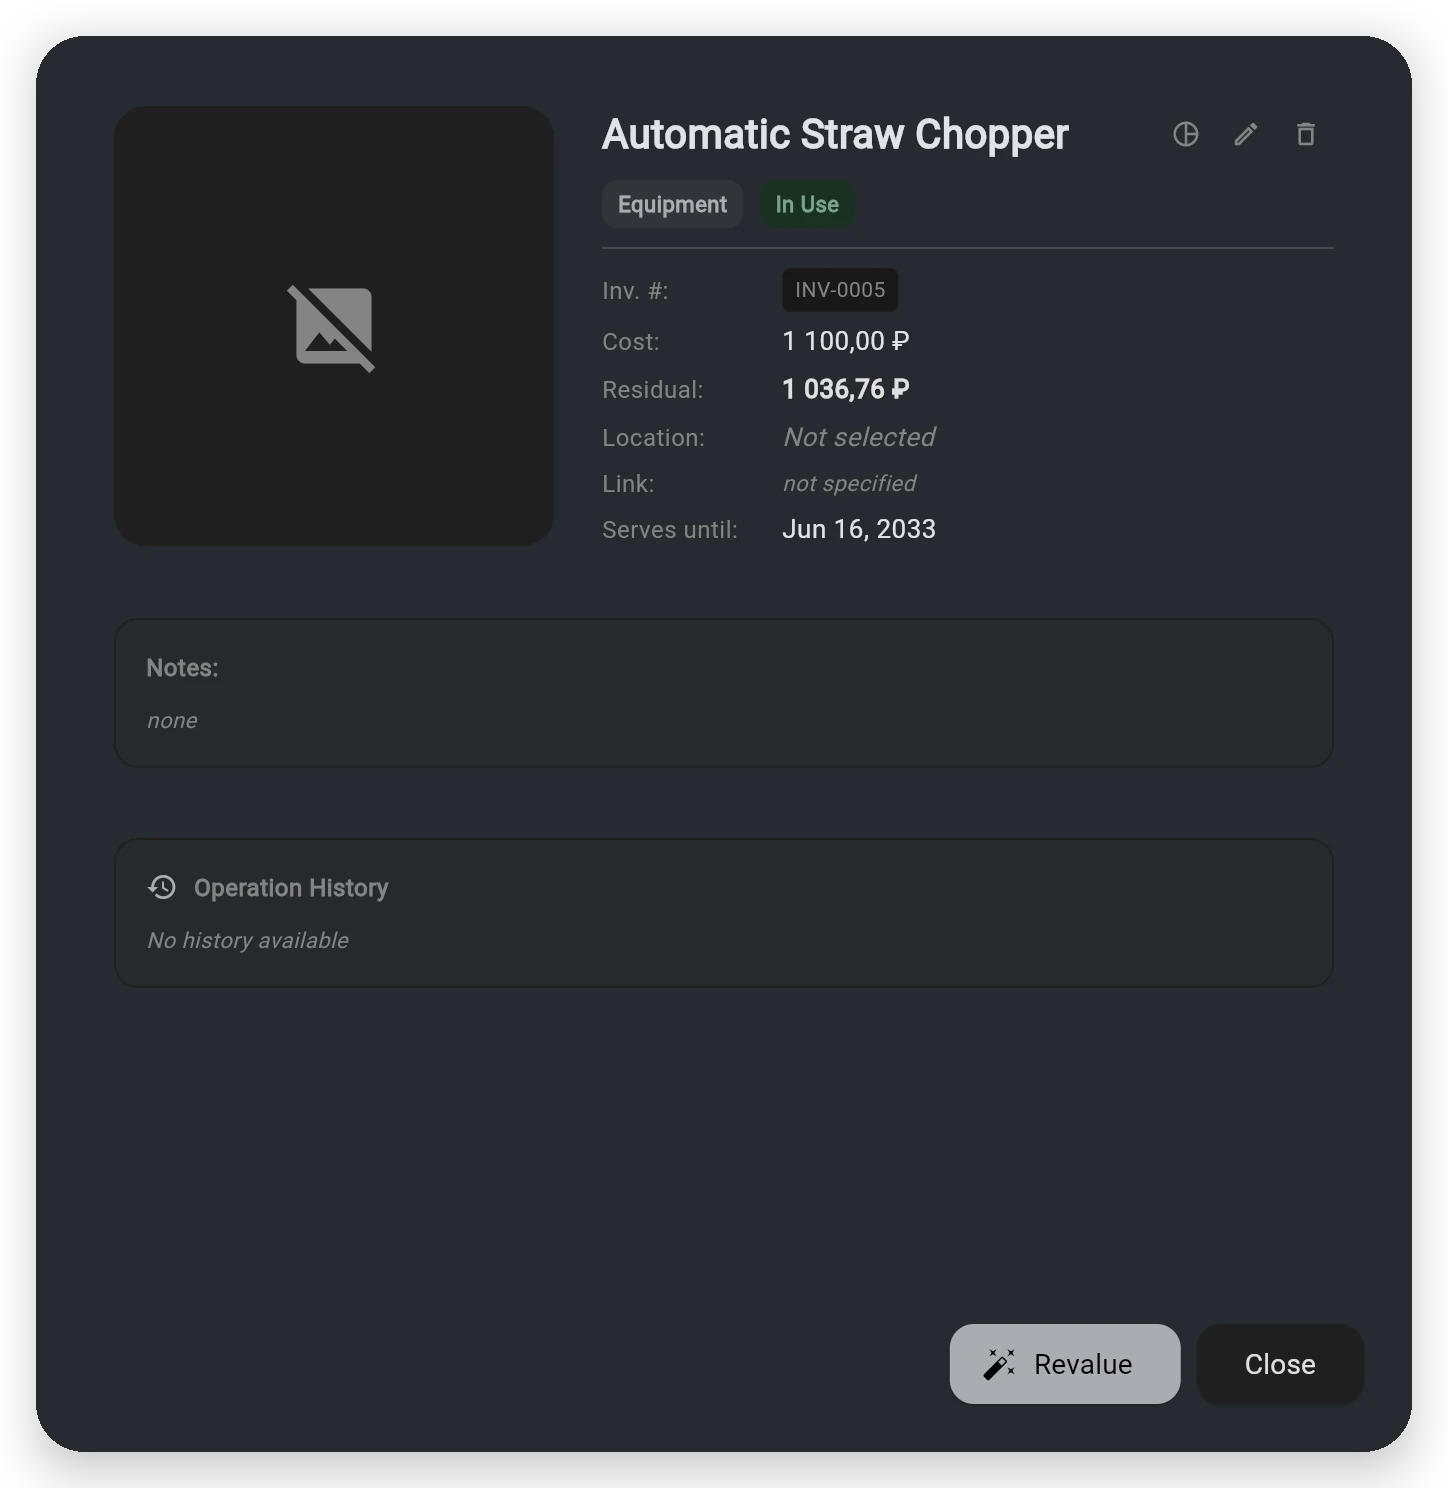 Automatic Straw Chopper
Equipment
In Use
Inv. #: INV-0005
Cost: 1 100,00 ₽
Residual: 1 036,76 ₽
Location: Not selected
Link: not specified
Serves until: Jun 16, 2033
Notes:
none
Operation History
No history available
Revalue
Close